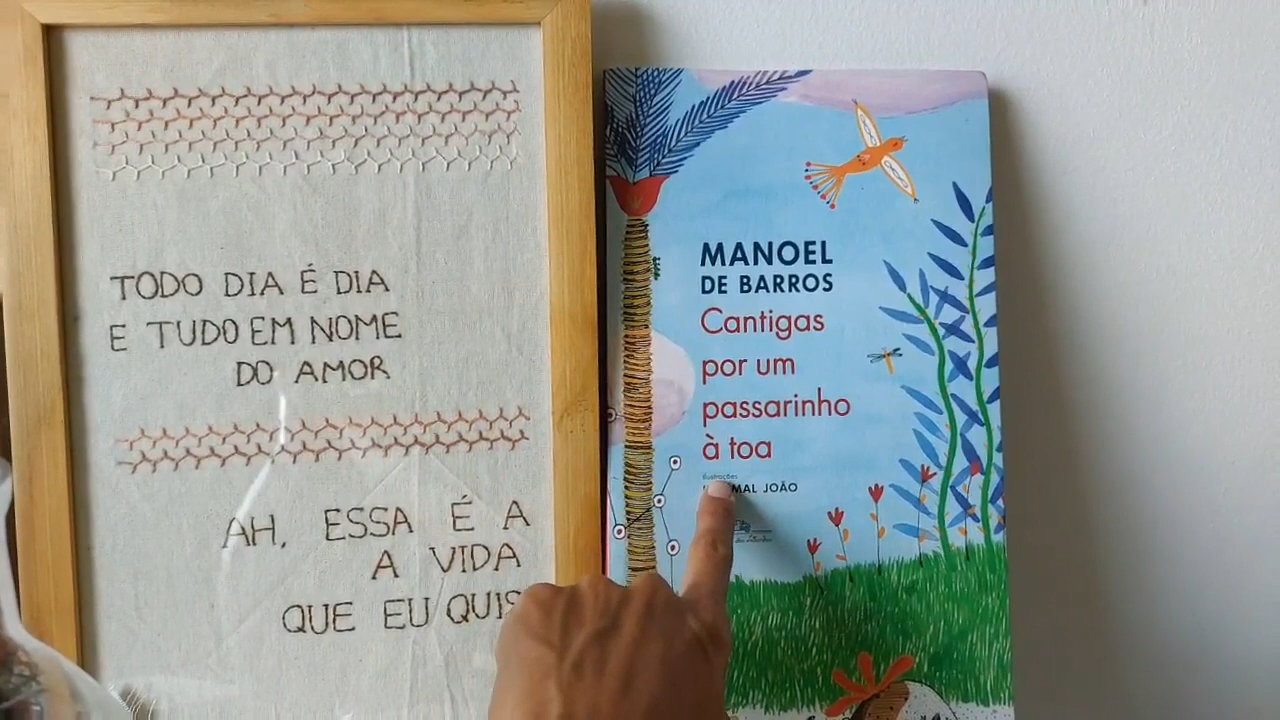 TODO DIA É DIA
E TUDO EM NOME
DO AMOR
AH, ESSA É A
A VIDA
QUE EU QUIS
MANOEL
DE BARROS
Cantigas
por um
passarinho
à toa
ilustrações
JOÃO